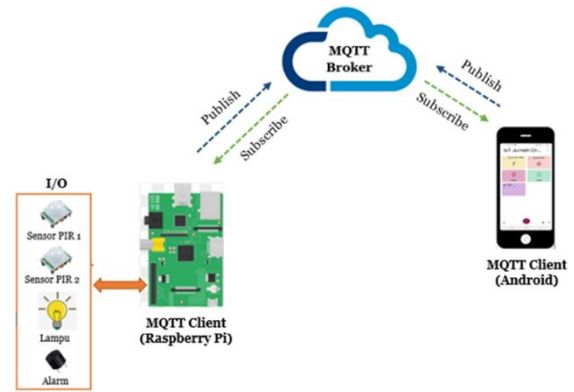 MQTT
Broker
Publish
Subscribe
Publish
Subscribe
I/O
Sensor PIR 1
Sensor PIR 2
Lampu
Alarm
MQTT Client
(Raspberry Pi)
MQTT Client
(Android)